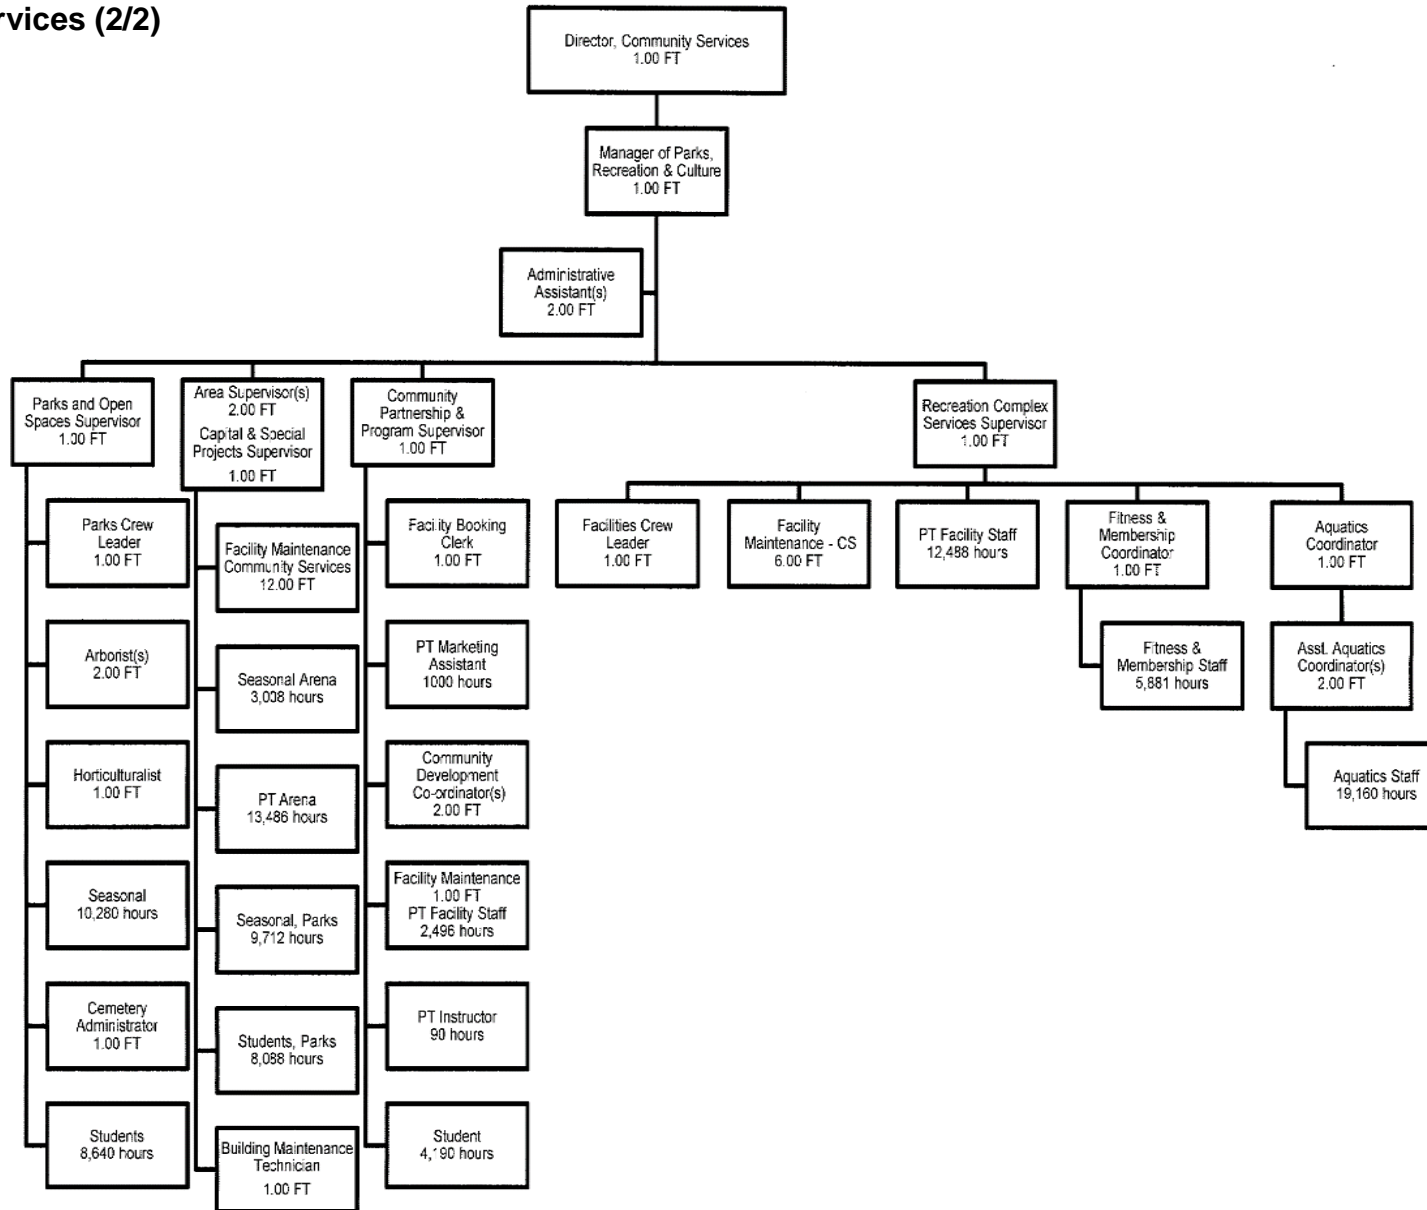 rvices (2/2)
Director, Community Services
1.00 FT
Manager of Parks,
Recreation & Culture
1.00 FT
Administrative
Assistant(s)
2.00 FT
Parks and Open
Spaces Supervisor
1.00 FT
Area Supervisor(s)
2.00 FT
Capital & Special
Projects Supervisor
1.00 FT
Community
Partnership &
Program Supervisor
1.00 FT
Recreation Complex
Services Supervisor
1.00 FT
Parks Crew
Leader
1.00 FT
Arborist(s)
2.00 FT
Horticulturalist
1.00 FT
Seasonal
10,280 hours
Cemetery
Administrator
1.00 FT
Students
8,640 hours
Facility Maintenance
Community Services
12.00 FT
Seasonal Arena
3,038 hours
PT Arena
13,486 hours
Seasonal, Parks
9,712 hours
Students, Parks
8,088 hours
Building Maintenance
Technician
1.00 FT
Facility Booking
Clerk
1.00 FT
PT Marketing
Assistant
1000 hours
Community
Development
Co-ordinator(s)
2.00 FT
Facility Maintenance
1.00 FT
PT Facility Staff
2,496 hours
PT Instructor
90 hours
Student
4,190 hours
Facilities Crew
Leader
1.00 FT
Facility
Maintenance - CS
6.00 FT
PT Facility Staff
12,488 hours
Fitness &
Membership
Coordinator
1.00 FT
Fitness &
Membership Staff
5,881 hours
Aquatics
Coordinator
1.00 FT
Asst. Aquatics
Coordinator(s)
2.00 FT
Aquatics Staff
19,160 hours